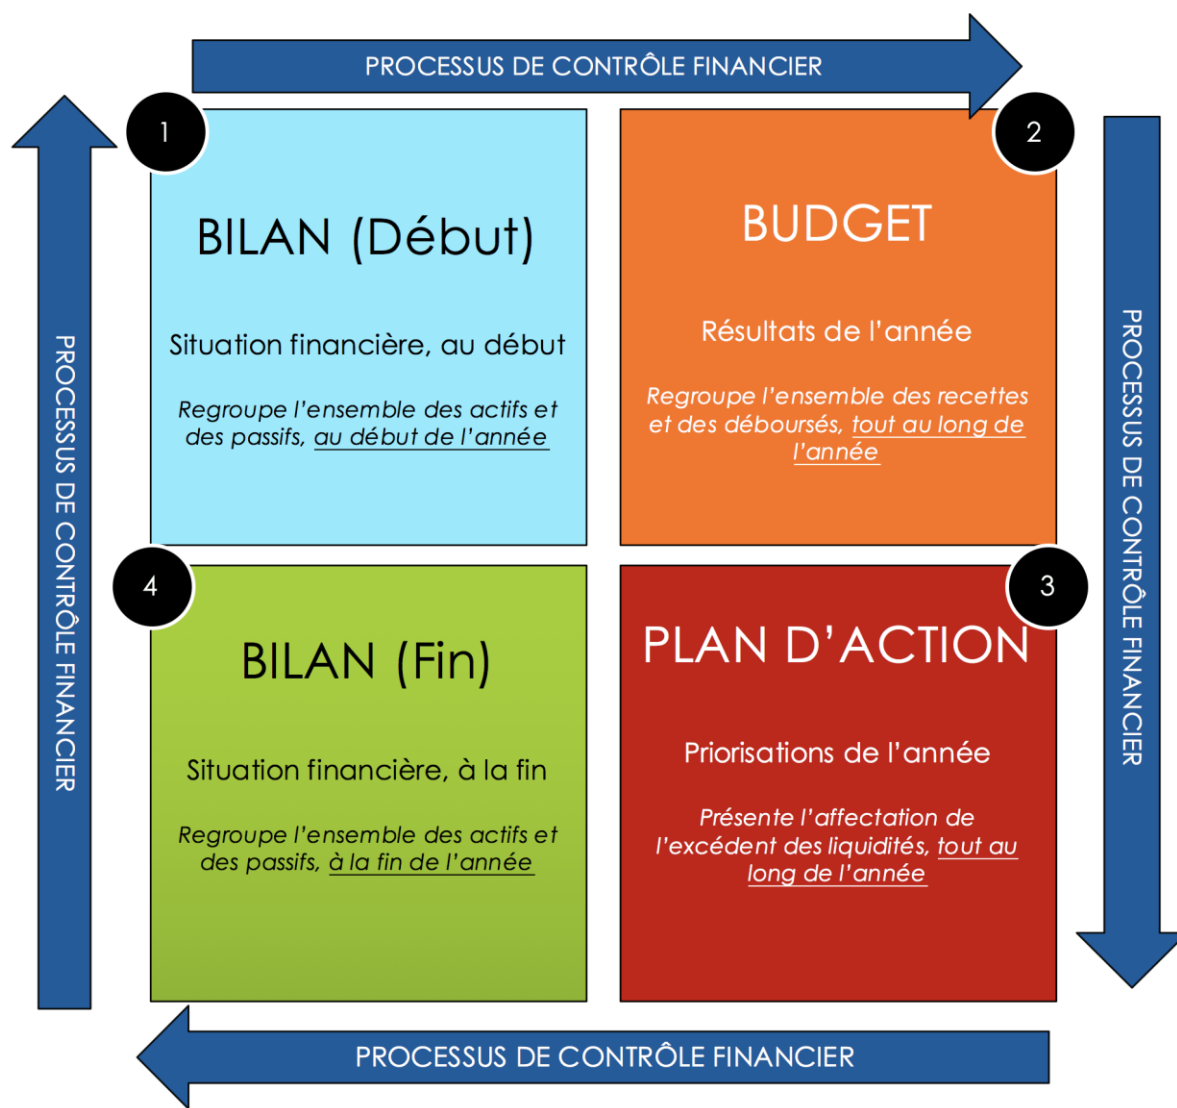 PROCESSUS DE CONTRÔLE FINANCIER
1
2
BILAN (Début)
Situation financière, au début
Regroupe l’ensemble des actifs et
des passifs, au début de l’année
BUDGET
Résultats de l’année
Regroupe l’ensemble des recettes
et des déboursés, tout au long de
l’année
PROCESSUS DE CONTRÔLE FINANCIER
PROCESSUS DE CONTRÔLE FINANCIER
4
3
BILAN (Fin)
Situation financière, à la fin
Regroupe l’ensemble des actifs et
des passifs, à la fin de l’année
PLAN D’ACTION
Priorisations de l’année
Présente l’affectation de
l’excédent des liquidités, tout au
long de l’année
PROCESSUS DE CONTRÔLE FINANCIER